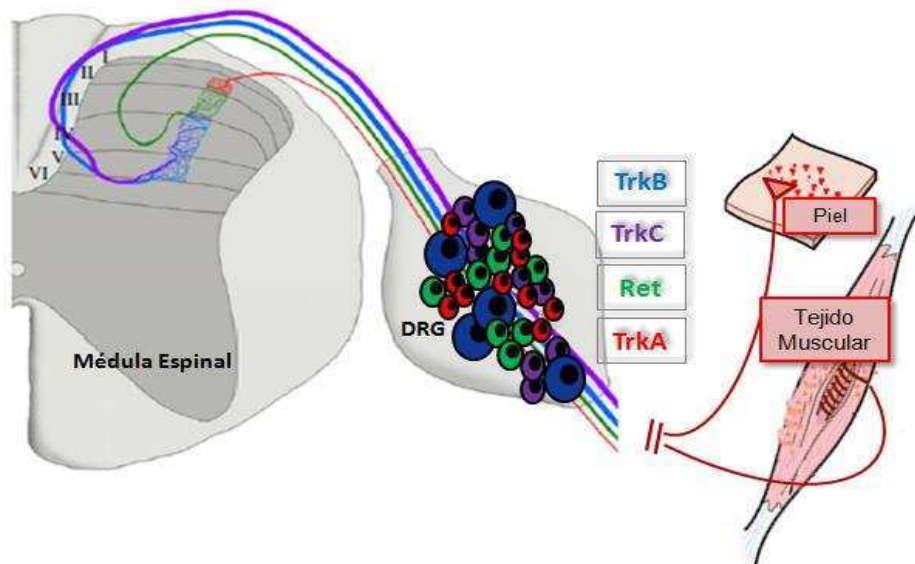 I
II
III
IV
V
VI
Médula Espinal
DRG
TrkB
TrkC
Ret
TrkA
Piel
Tejido
Muscular